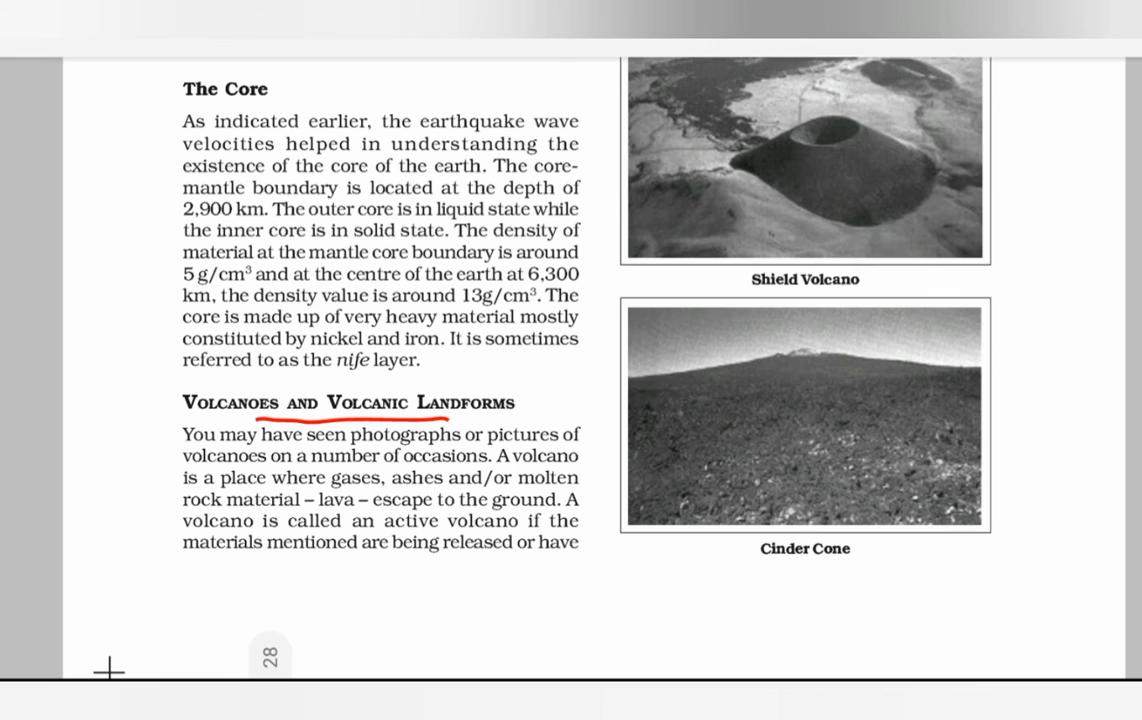 The Core
As indicated earlier, the earthquake wave
velocities helped in understanding the
existence of the core of the earth. The core-
mantle boundary is located at the depth of
2,900 km. The outer core is in liquid state while
the inner core is in solid state. The density of
material at the mantle core boundary is around
5 g/cm³ and at the centre of the earth at 6,300
km, the density value is around 13g/cm³. The
core is made up of very heavy material mostly
constituted by nickel and iron. It is sometimes
referred to as the nife layer.
VOLCANOES AND VOLCANIC LANDFORMS
You may have seen photographs or pictures of
volcanoes on a number of occasions. A volcano
is a place where gases, ashes and/or molten
rock material – lava – escape to the ground. A
volcano is called an active volcano if the
materials mentioned are being released or have
Shield Volcano
Cinder Cone
28